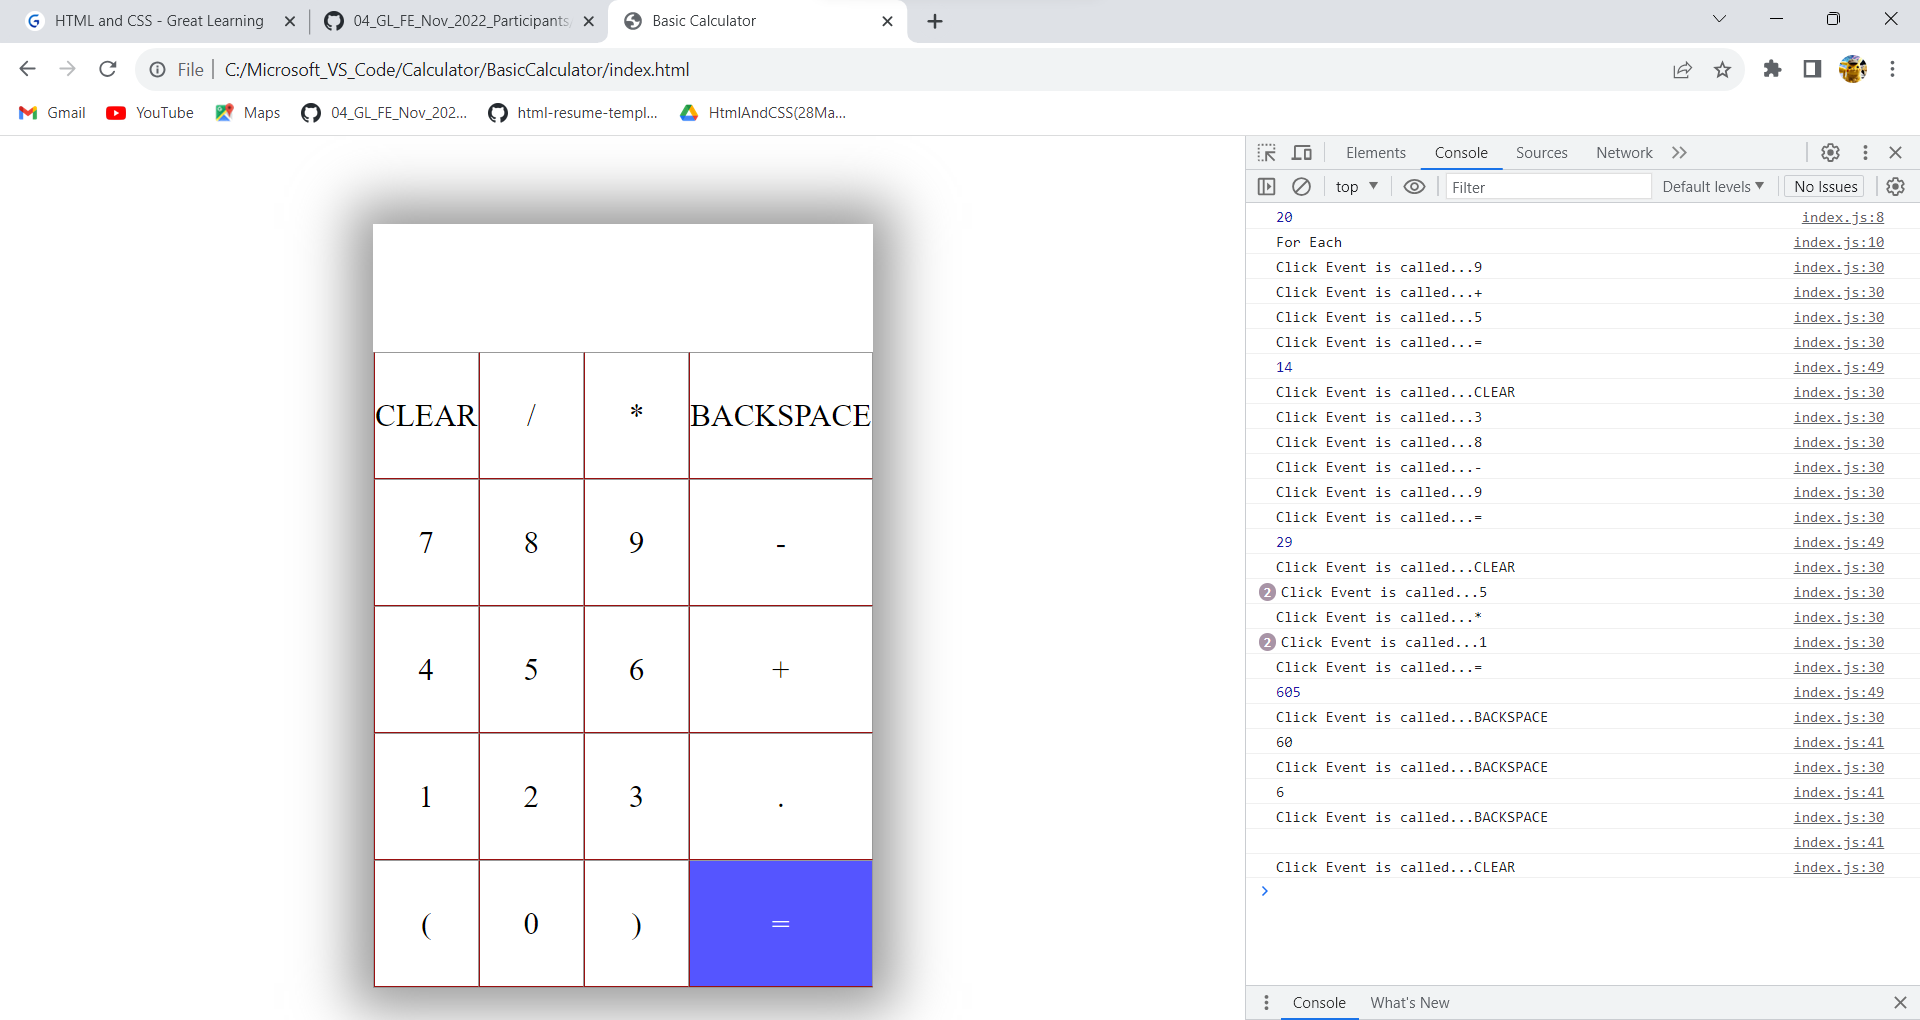 HTML and CSS - Great Learning
04_GL_FE_Nov_2022_Participants
Basic Calculator
File | C:/Microsoft_VS_Code/Calculator/BasicCalculator/index.html
Gmail YouTube Maps 04_GL_FE_Nov_202... html-resume-templ... HtmlAndCSS(28Ma...
CLEAR / * BACKSPACE
7 8 9 -
4 5 6 +
1 2 3 .
( 0 ) =
Elements Console Sources Network
top Filter Default levels No Issues
20 index.js:8
For Each index.js:10
Click Event is called...9 index.js:30
Click Event is called...+ index.js:30
Click Event is called...5 index.js:30
Click Event is called...= index.js:30
14 index.js:49
Click Event is called...CLEAR index.js:30
Click Event is called...3 index.js:30
Click Event is called...8 index.js:30
Click Event is called...- index.js:30
Click Event is called...9 index.js:30
Click Event is called...= index.js:30
29 index.js:49
Click Event is called...CLEAR index.js:30
2 Click Event is called...5 index.js:30
Click Event is called...* index.js:30
2 Click Event is called...1 index.js:30
Click Event is called...= index.js:30
605 index.js:49
Click Event is called...BACKSPACE index.js:30
60 index.js:41
Click Event is called...BACKSPACE index.js:30
6 index.js:41
Click Event is called...BACKSPACE index.js:30
index.js:41
Click Event is called...CLEAR index.js:30
Console What's New